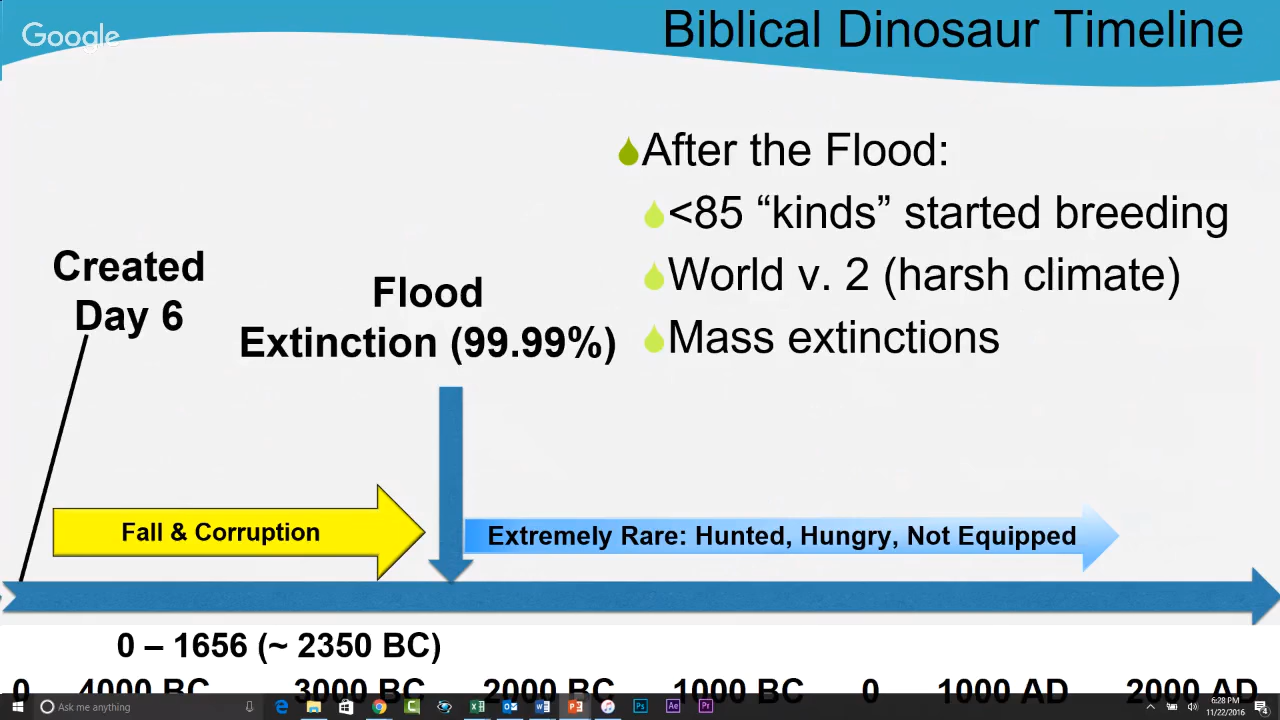 Google
Biblical Dinosaur Timeline
After the Flood:
<85 “kinds” started breeding
World v. 2 (harsh climate)
Mass extinctions
Created
Day 6
Flood
Extinction (99.99%)
Fall & Corruption
Extremely Rare: Hunted, Hungry, Not Equipped
0 – 1656 (~ 2350 BC)
0 4000 BC 3000 BC 2000 BC 1000 BC 0 1000 AD 2000 AD
Ask me anything
6:28 PM
11/22/2016